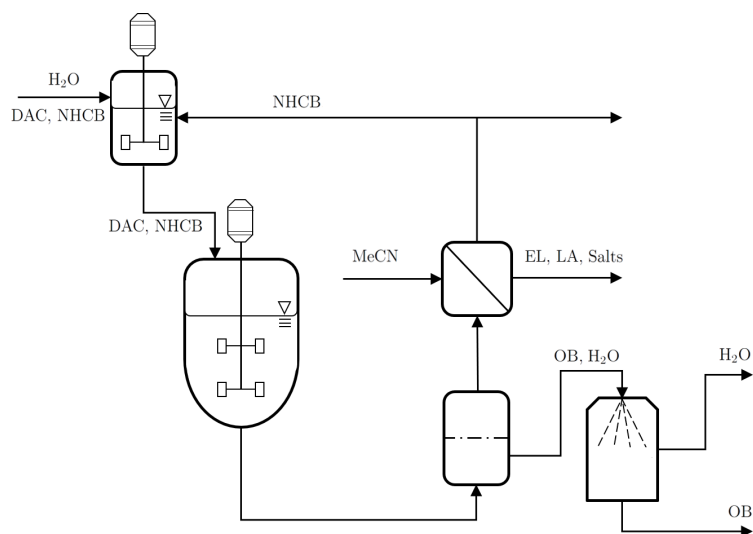 H₂O
DAC, NHCB
NHCB
DAC, NHCB
MeCN
EL, LA, Salts
OB, H₂O
H₂O
OB